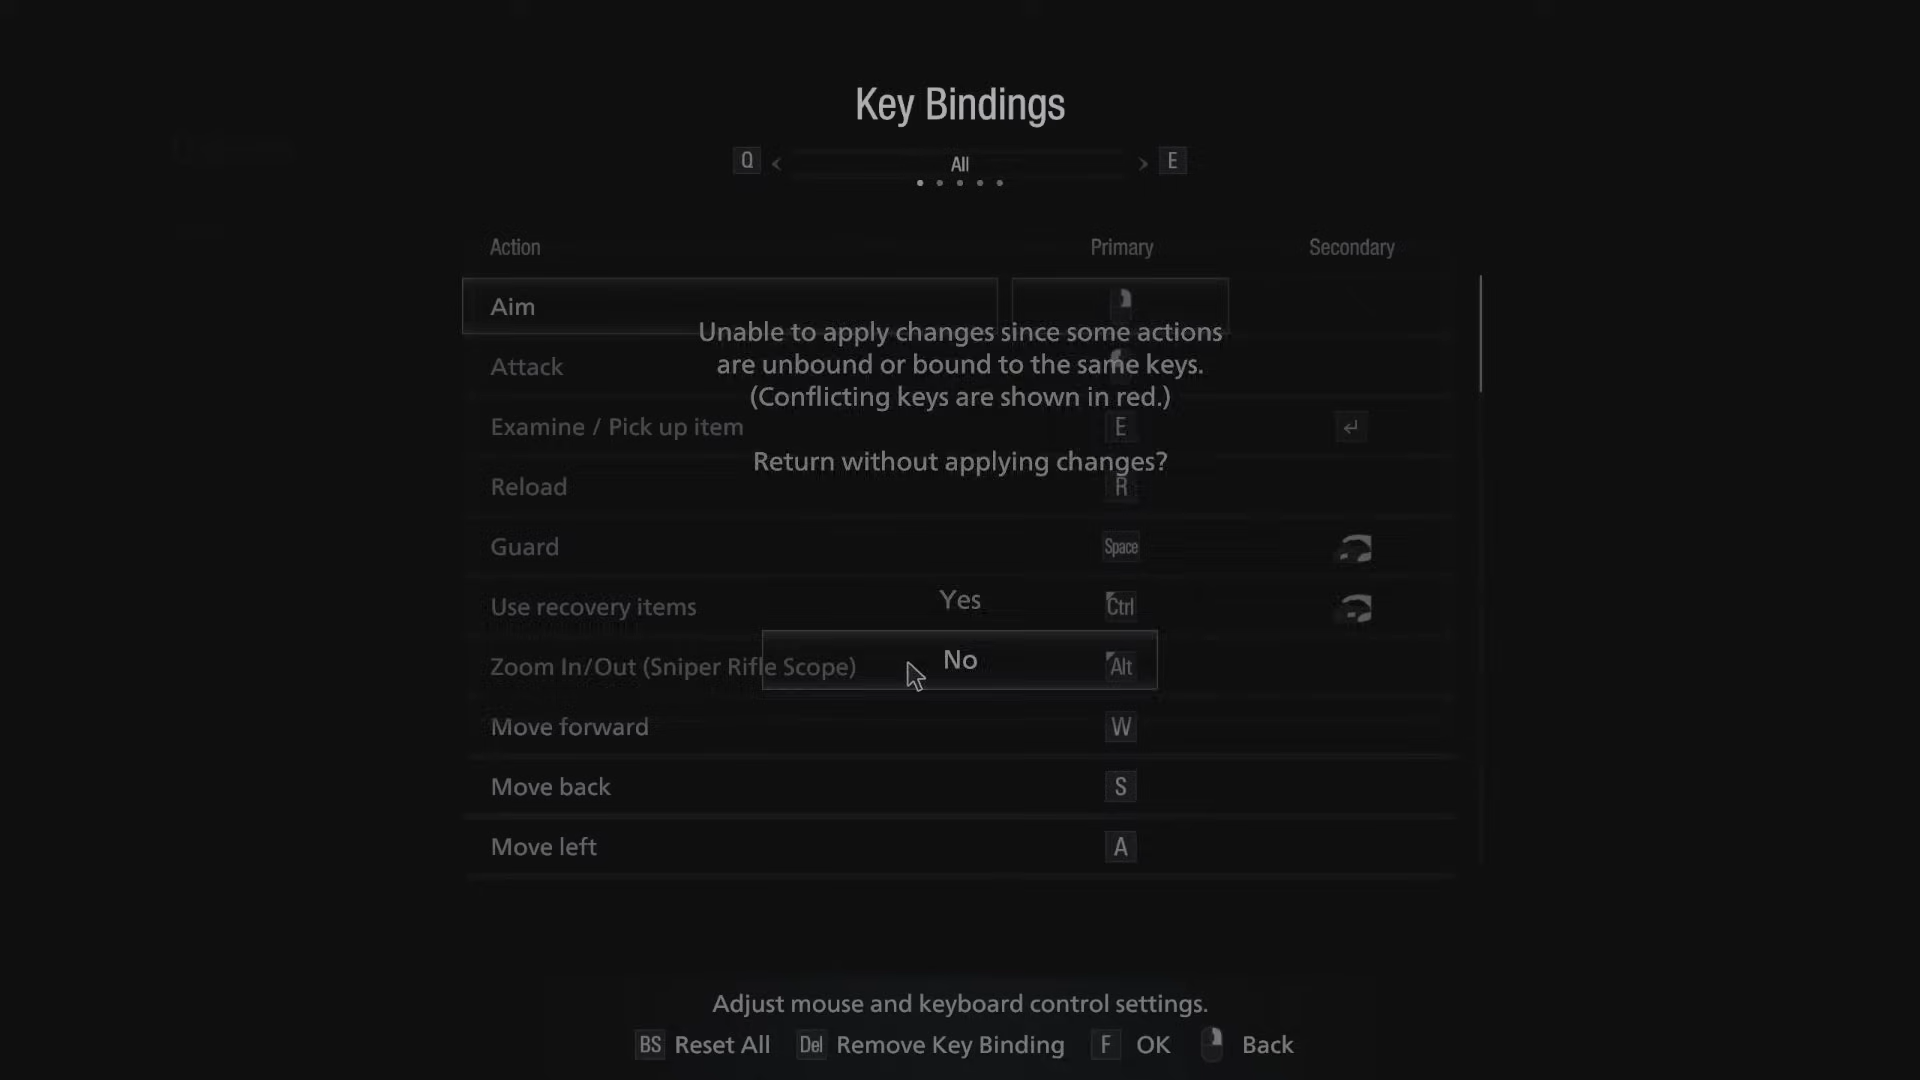 Key Bindings
Q < All > E
Action Primary Secondary
Aim
Unable to apply changes since some actions
are unbound or bound to the same keys.
(Conflicting keys are shown in red.)
Return without applying changes?
Attack
Examine / Pick up item E
Reload R
Guard Space
Use recovery items Ctrl
Yes
No
Zoom In/Out (Sniper Rifle Scope) Alt
Move forward W
Move back S
Move left A
Adjust mouse and keyboard control settings.
BS Reset All Del Remove Key Binding F OK Back